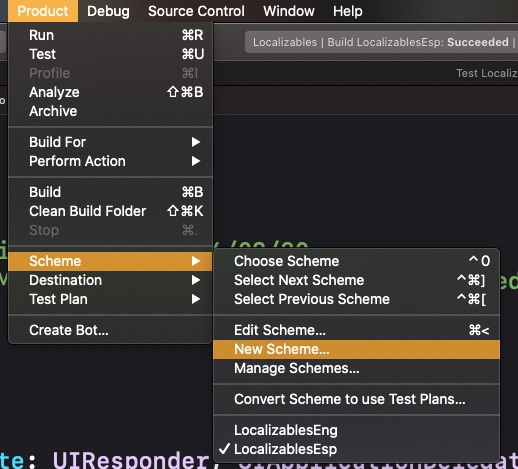 Product Debug Source Control Window Help
Run ⌘R
Localizables | Build LocalizablesEsp: Succeeded |
Test ⌘U
Profile ⌘I
Test Localiz
Analyze ⇧⌘B
Archive
Build For ▶
Perform Action ▶
Build ⌘B
Clean Build Folder ⇧⌘K
Stop ⌘.
Scheme ▶
Destination ▶
Test Plan ▶
Create Bot...
Choose Scheme ^0
Select Next Scheme ^⌘]
Select Previous Scheme ^⌘[
Edit Scheme... ⌘<
New Scheme...
Manage Schemes...
Convert Scheme to use Test Plans...
LocalizablesEng
✓ LocalizablesEsp
te: UIResponder, UIApplicationDelegat